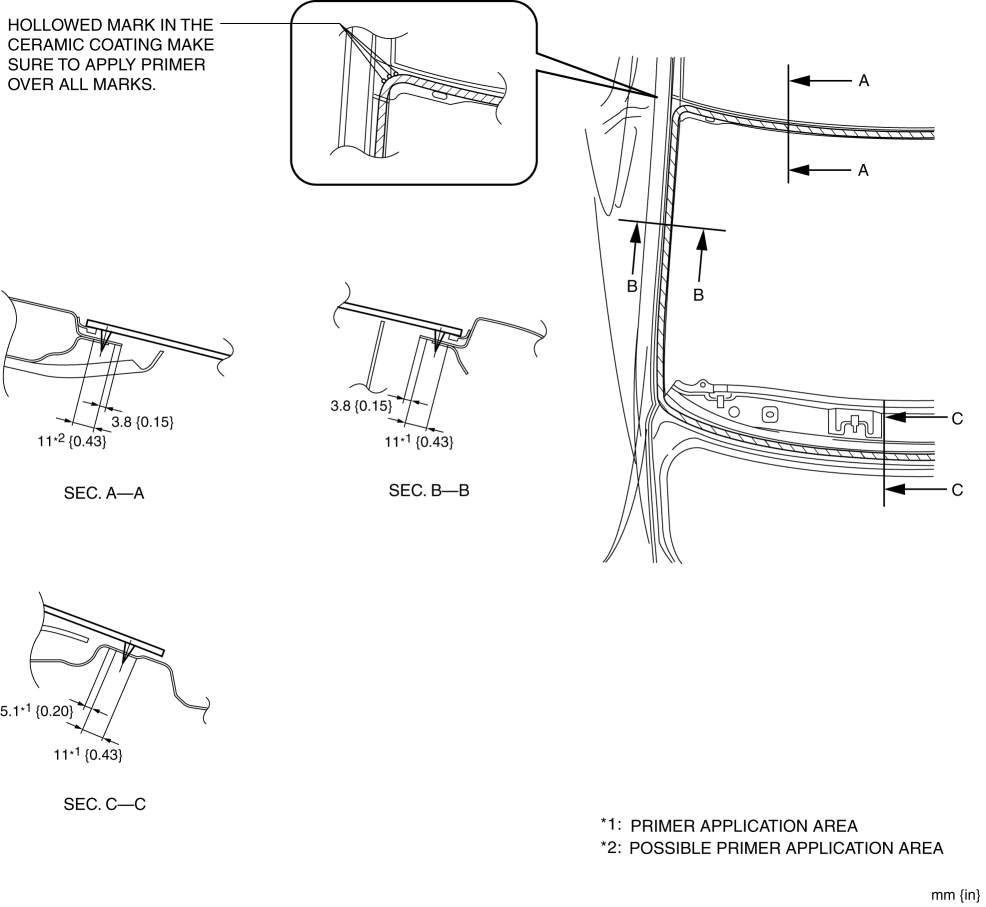 HOLLOWED MARK IN THE
CERAMIC COATING MAKE
SURE TO APPLY PRIMER
OVER ALL MARKS.
A
A
B
B
C
C
3.8 {0.15}
11*2 {0.43}
SEC. A—A
3.8 {0.15}
11*1 {0.43}
SEC. B—B
5.1*1 {0.20}
11*1 {0.43}
SEC. C—C
*1: PRIMER APPLICATION AREA
*2: POSSIBLE PRIMER APPLICATION AREA
mm {in}